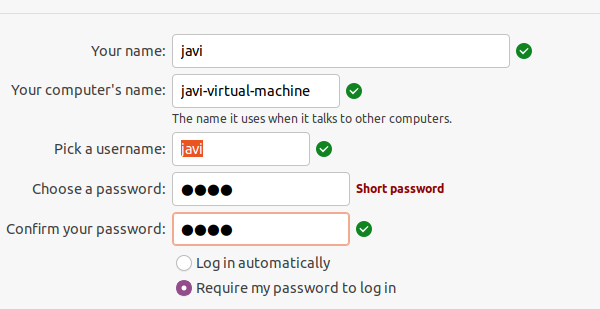 Your name: javi
Your computer's name: javi-virtual-machine
The name it uses when it talks to other computers.
Pick a username: javi
Choose a password: ●●●● Short password
Confirm your password: ●●●●
Log in automatically
Require my password to log in